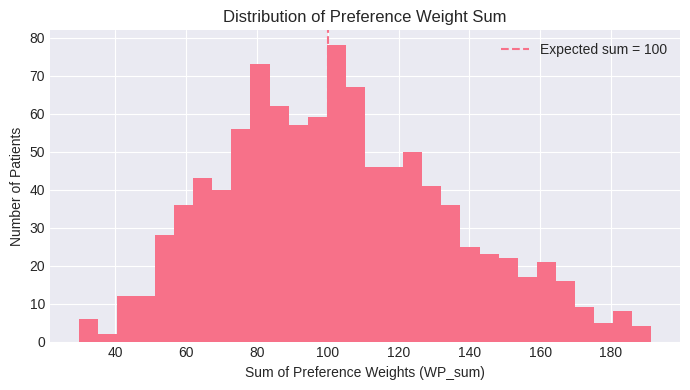 Distribution of Preference Weight Sum
Expected sum = 100
Number of Patients
80
70
60
50
40
30
20
10
0
40 60 80 100 120 140 160 180
Sum of Preference Weights (WP_sum)